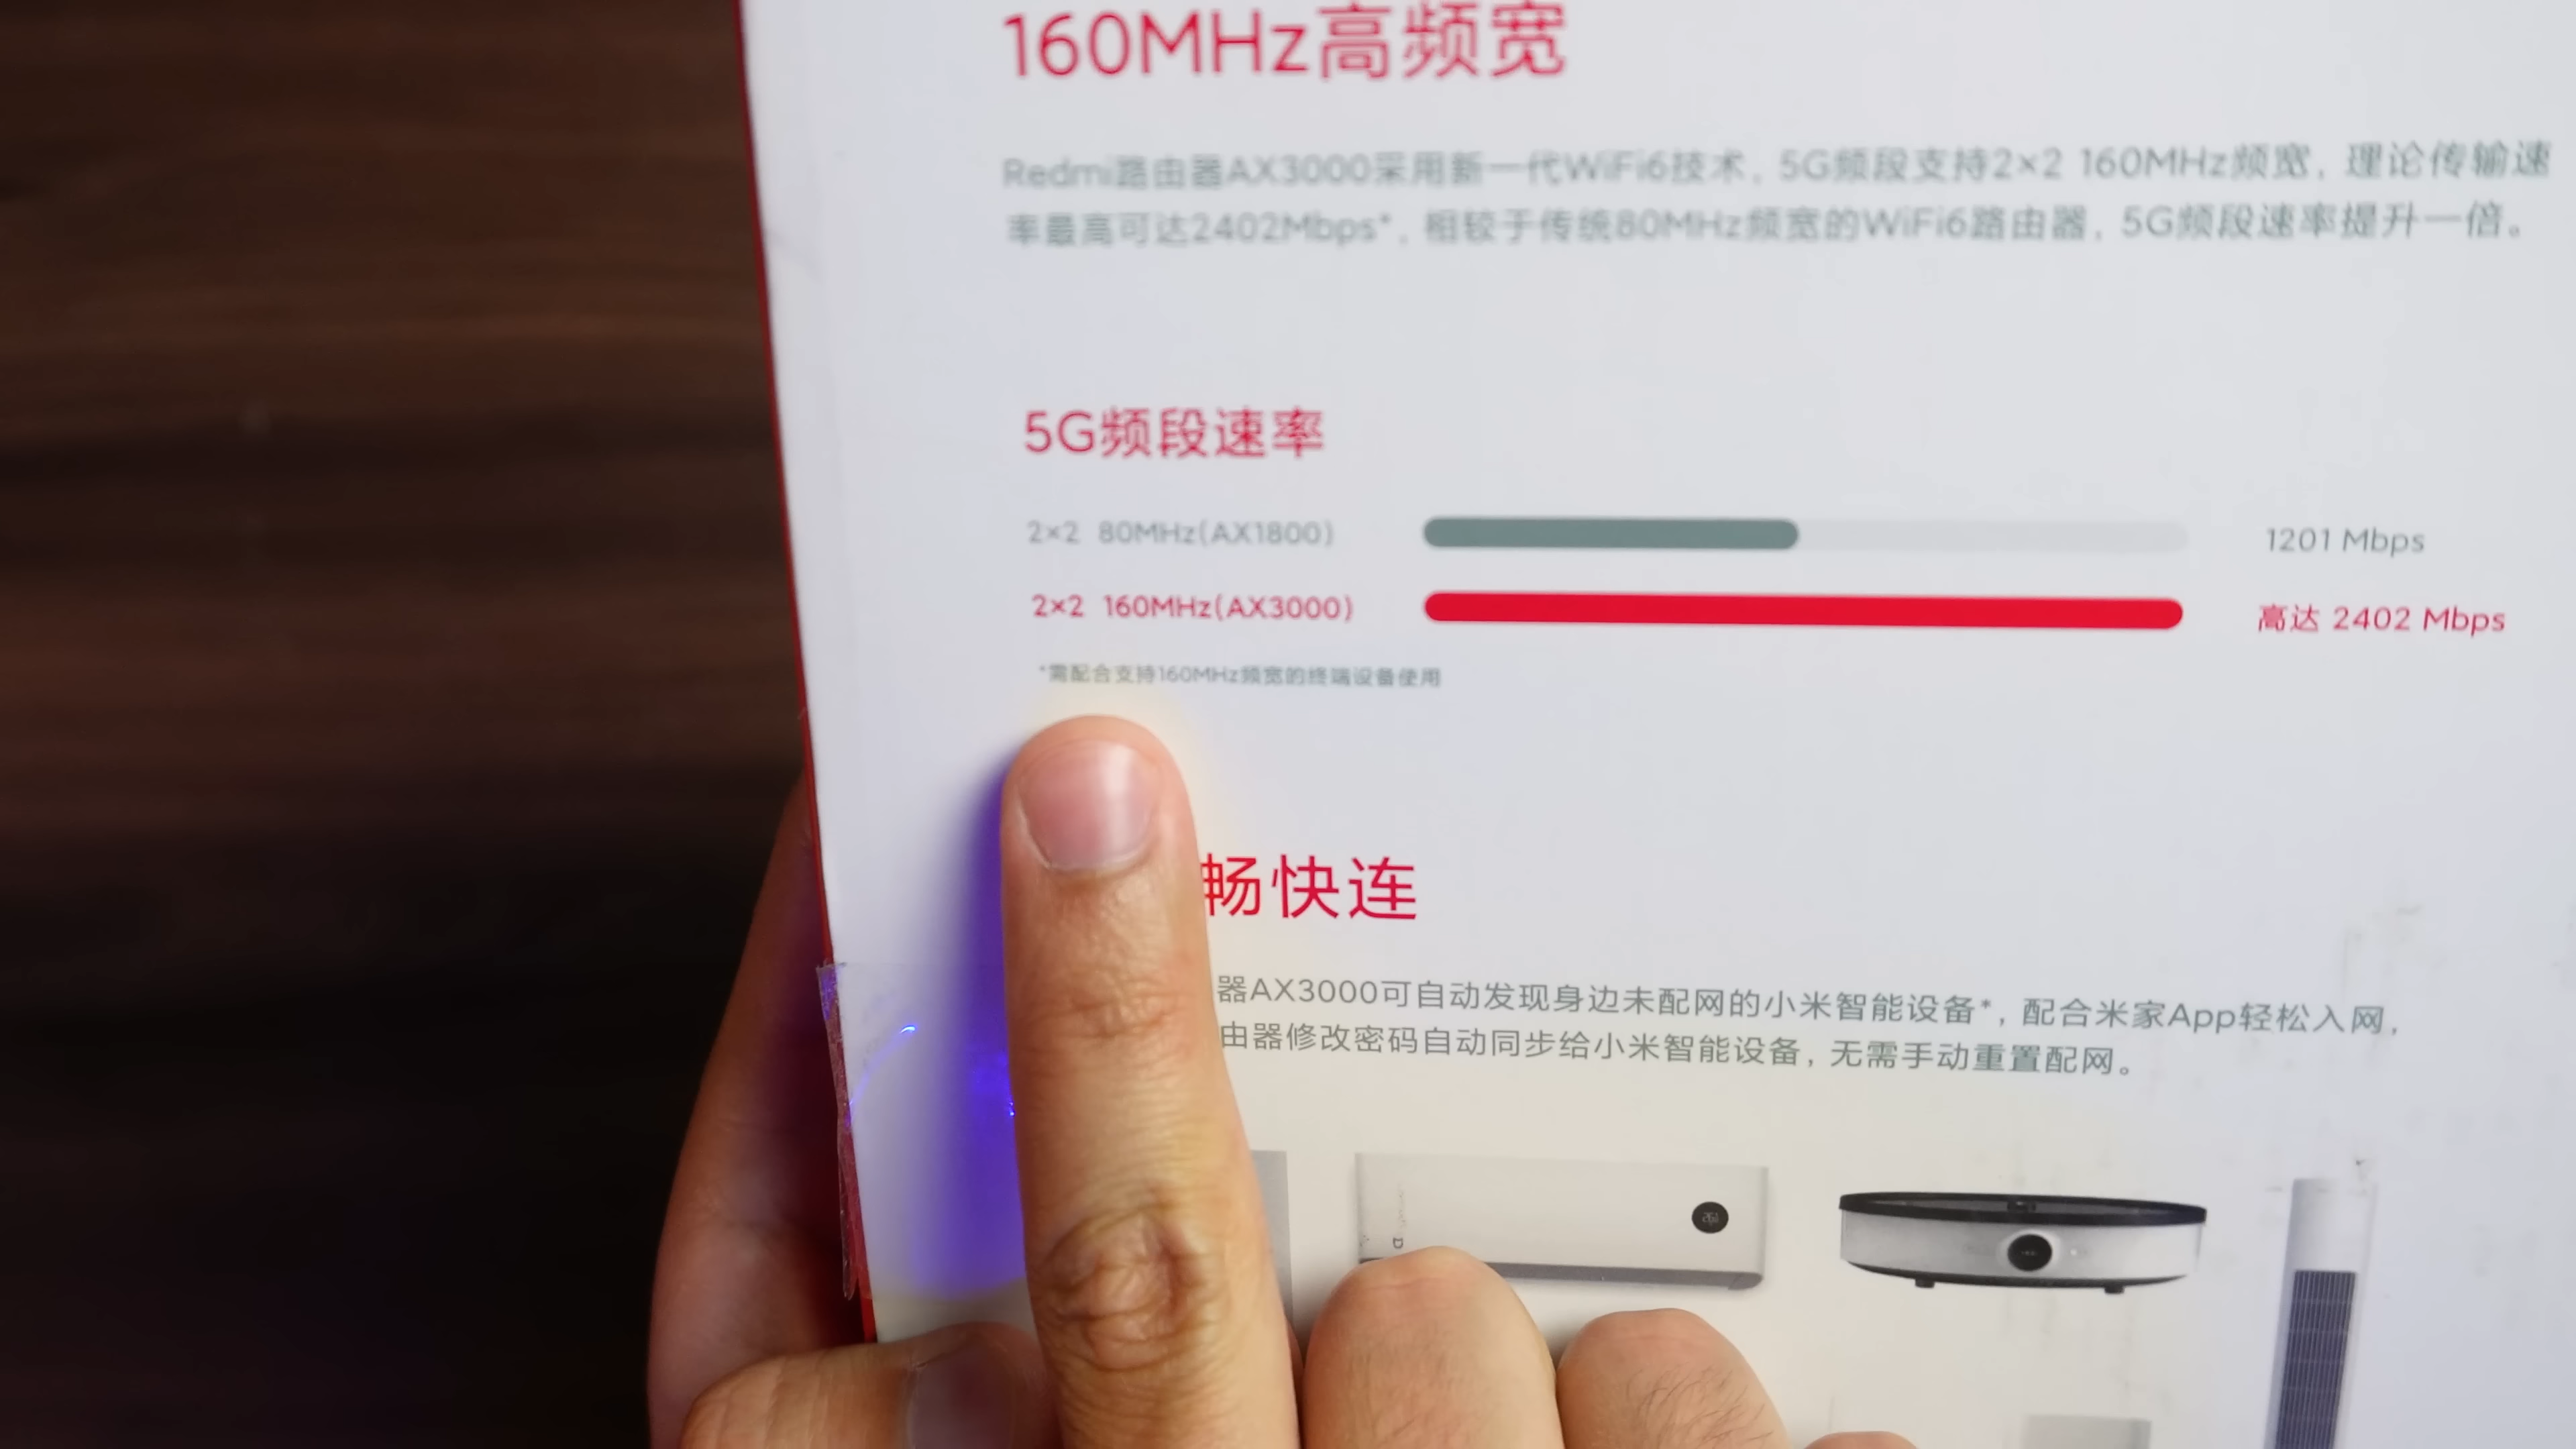 160MHz高频宽
Redmi路由器AX3000采用新一代WiFi6技术, 5G频段支持2×2 160MHz频宽, 理论传输速
率最高可达2402Mbps*, 相较于传统80MHz频宽的WiFi6路由器, 5G频段速率提升一倍。
5G频段速率
2×2 80MHz(AX1800) 1201 Mbps
2×2 160MHz(AX3000) 高达 2402 Mbps
*需配合支持160MHz频宽的终端设备使用
畅快连
器AX3000可自动发现身边未配网的小米智能设备*, 配合米家App轻松入网,
由器修改密码自动同步给小米智能设备, 无需手动重置配网。